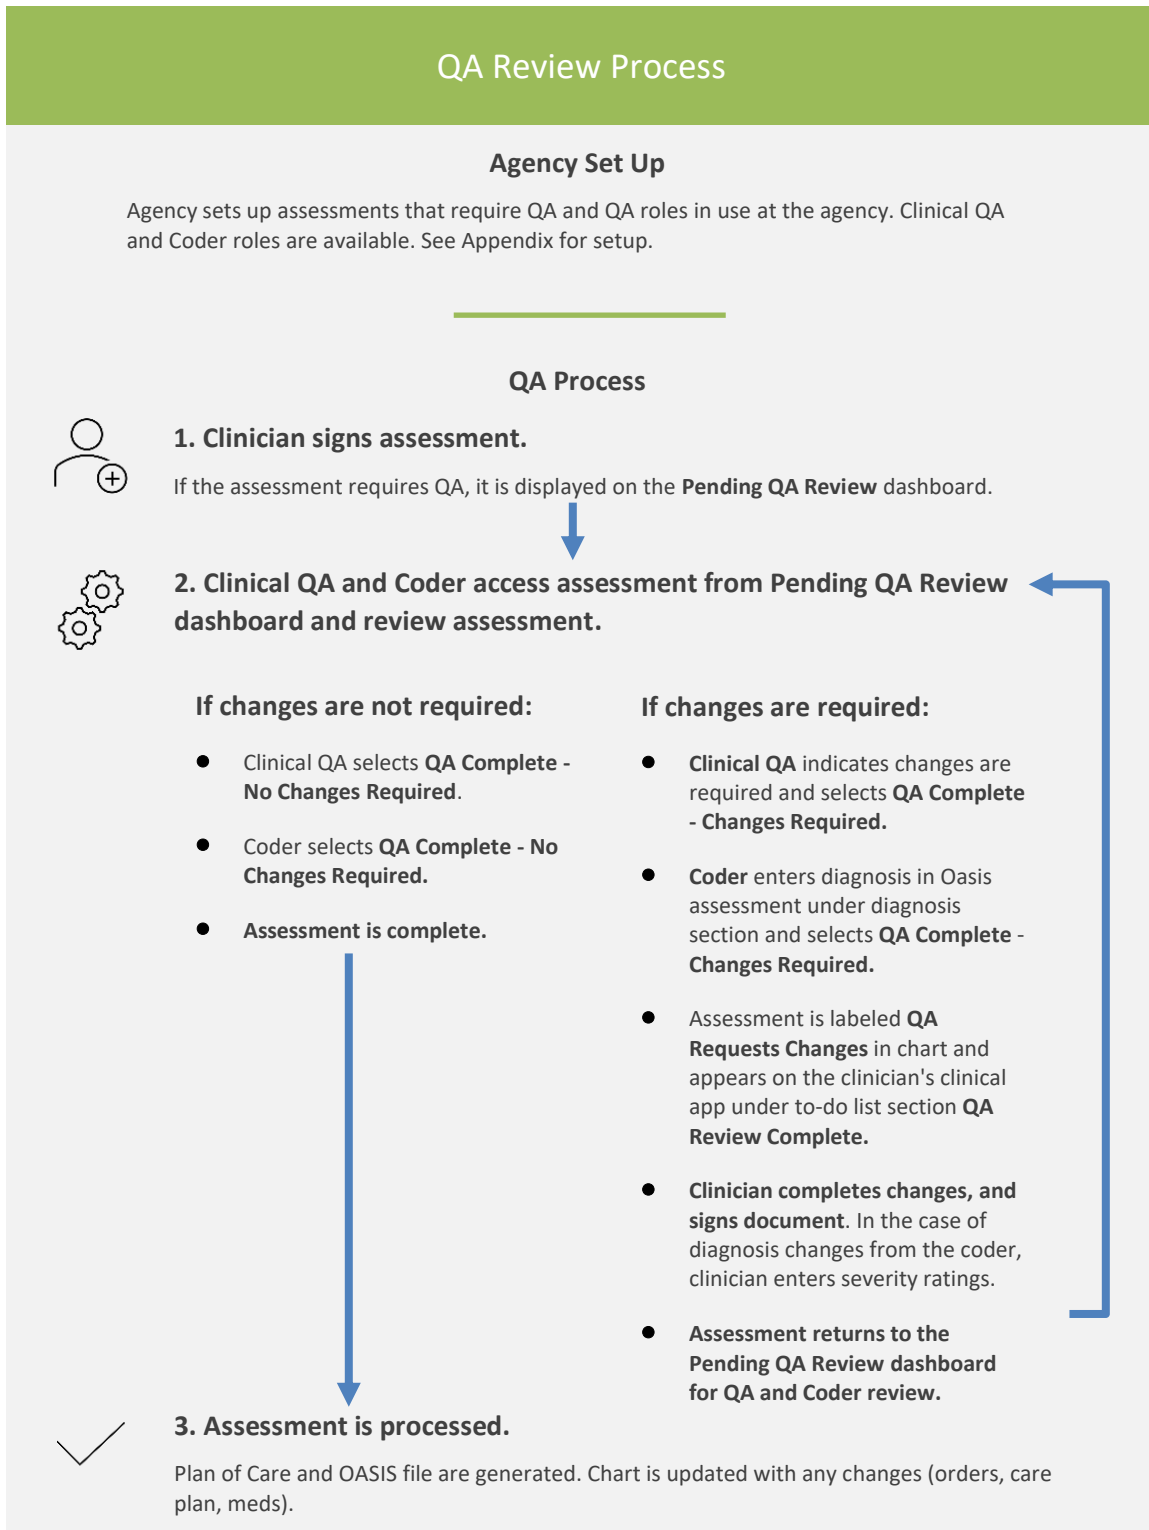 QA Review Process
Agency Set Up
Agency sets up assessments that require QA and QA roles in use at the agency. Clinical QA
and Coder roles are available. See Appendix for setup.
QA Process
1. Clinician signs assessment.
If the assessment requires QA, it is displayed on the Pending QA Review dashboard.
2. Clinical QA and Coder access assessment from Pending QA Review
dashboard and review assessment.
If changes are not required:
● Clinical QA selects QA Complete -
No Changes Required.
● Coder selects QA Complete - No
Changes Required.
● Assessment is complete.
If changes are required:
● Clinical QA indicates changes are
required and selects QA Complete
- Changes Required.
● Coder enters diagnosis in Oasis
assessment under diagnosis
section and selects QA Complete -
Changes Required.
● Assessment is labeled QA
Requests Changes in chart and
appears on the clinician's clinical
app under to-do list section QA
Review Complete.
● Clinician completes changes, and
signs document. In the case of
diagnosis changes from the coder,
clinician enters severity ratings.
● Assessment returns to the
Pending QA Review dashboard
for QA and Coder review.
3. Assessment is processed.
Plan of Care and OASIS file are generated. Chart is updated with any changes (orders, care
plan, meds).